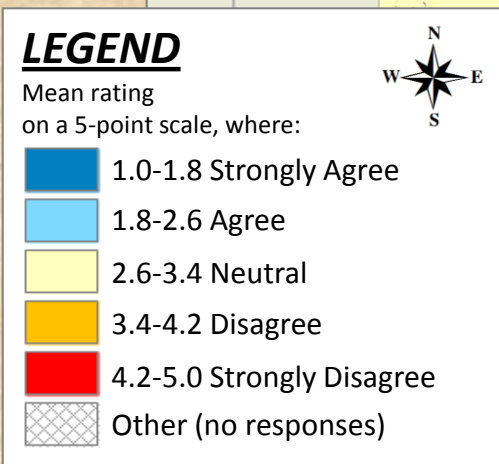 LEGEND
N
W E
S
Mean rating
on a 5-point scale, where:
1.0-1.8 Strongly Agree
1.8-2.6 Agree
2.6-3.4 Neutral
3.4-4.2 Disagree
4.2-5.0 Strongly Disagree
Other (no responses)